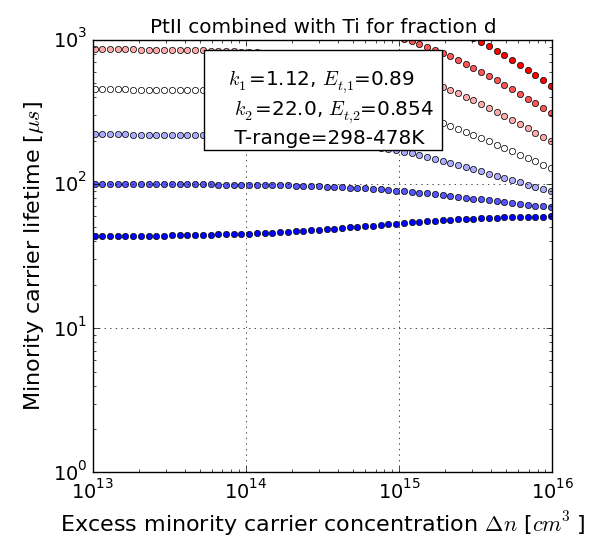 PtII combined with Ti for fraction d
10³
k₁=1.12, E_{t,1}=0.89
k₂=22.0, E_{t,2}=0.854
T-range=298-478K
10²
10¹
10⁰
10¹³ 10¹⁴ 10¹⁵ 10¹⁶
Minority carrier lifetime [μs]
Excess minority carrier concentration Δn [cm³ ]